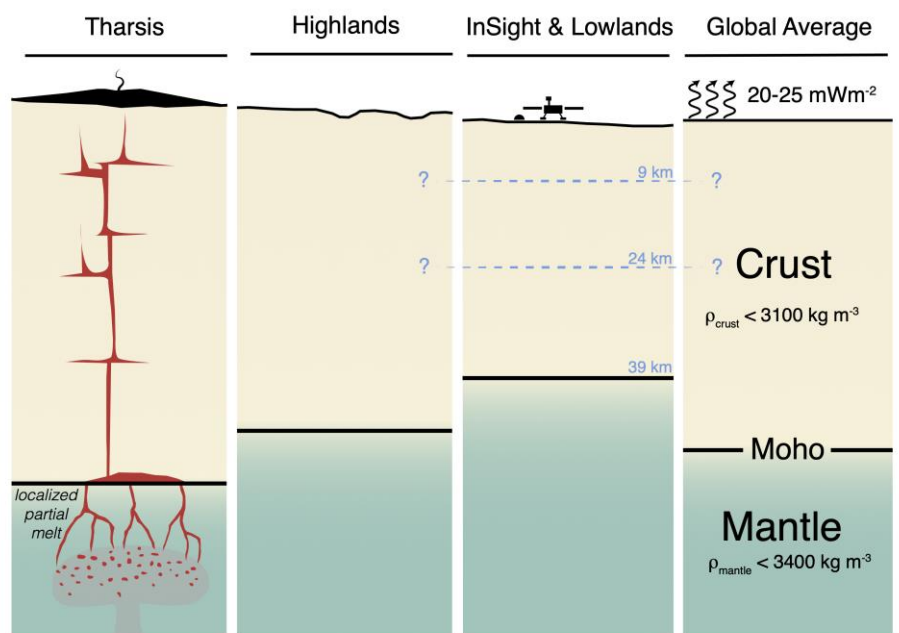 Tharsis
Highlands
InSight & Lowlands
Global Average
20-25 mWm-2
? 9 km ?
? 24 km ?
Crust
ρcrust < 3100 kg m-3
39 km
Moho
localized
partial
melt
Mantle
ρmantle < 3400 kg m-3